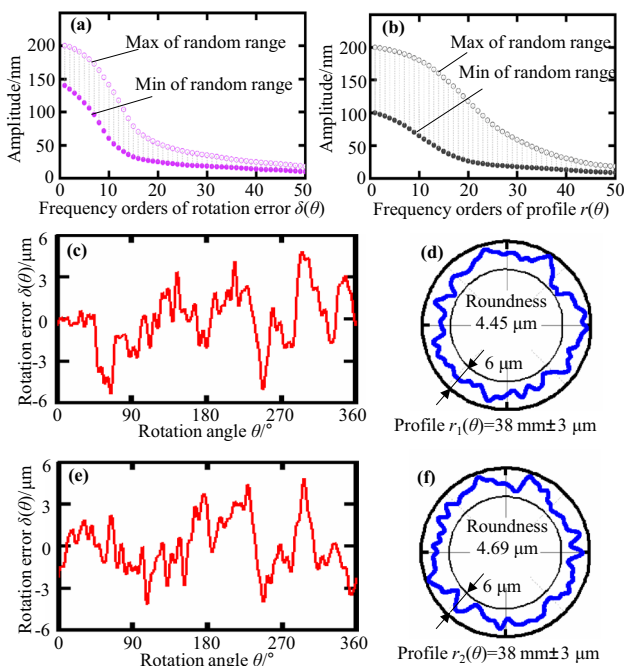 (a)
Max of random range
Min of random range
Amplitude/nm
200
150
100
50
0
0 10 20 30 40 50
Frequency orders of rotation error δ(θ)
(b)
Max of random range
Min of random range
Amplitude/nm
200
150
100
50
0
0 10 20 30 40 50
Frequency orders of profile r(θ)
(c)
Rotation error δ(θ)/μm
6
3
0
-3
-6
0 90 180 270 360
Rotation angle θ/°
(d)
Roundness
4.45 μm
6 μm
Profile r₁(θ)=38 mm±3 μm
(e)
Rotation error δ(θ)/μm
6
3
0
-3
-6
0 90 180 270 360
Rotation angle θ/°
(f)
Roundness
4.69 μm
6 μm
Profile r₂(θ)=38 mm±3 μm